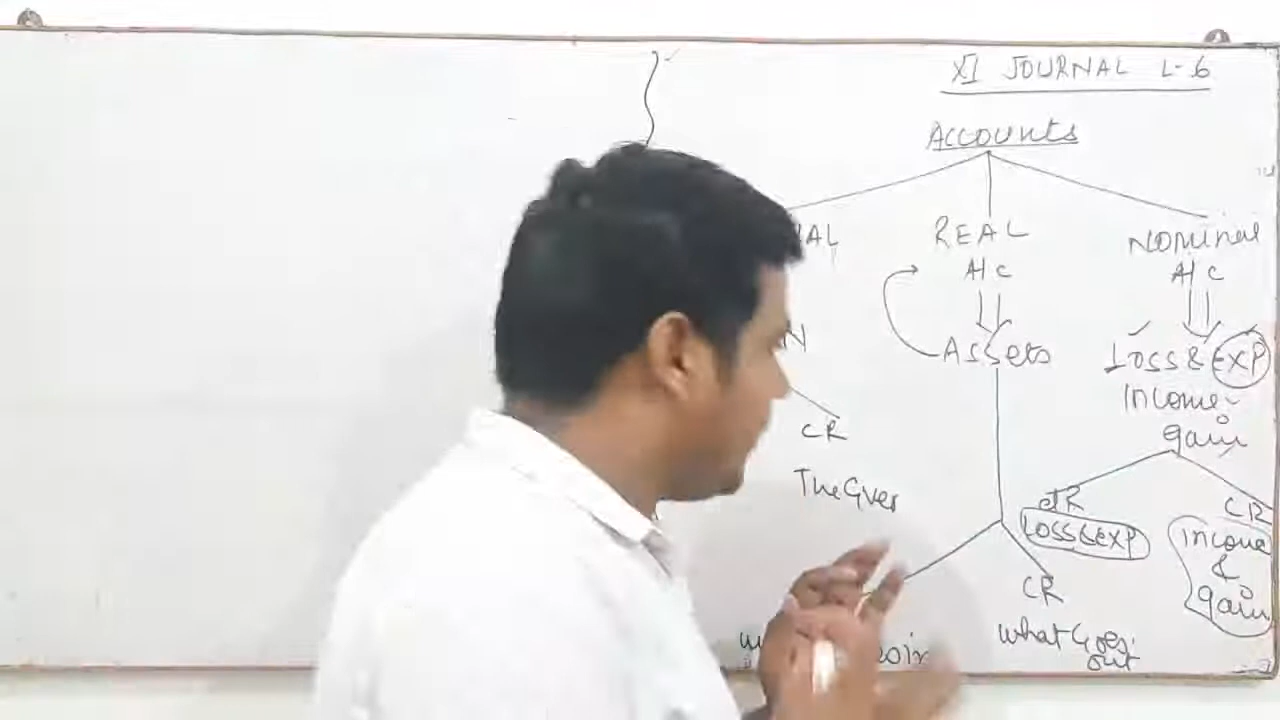 XI JOURNAL L-6
Accounts
NAL REAL Nominal
A/C A/C
Assets Loss & EXP
Income
gain
CR
The Giver
dR CR
Loss & EXP Income
&
gain
CR
what Goes
out